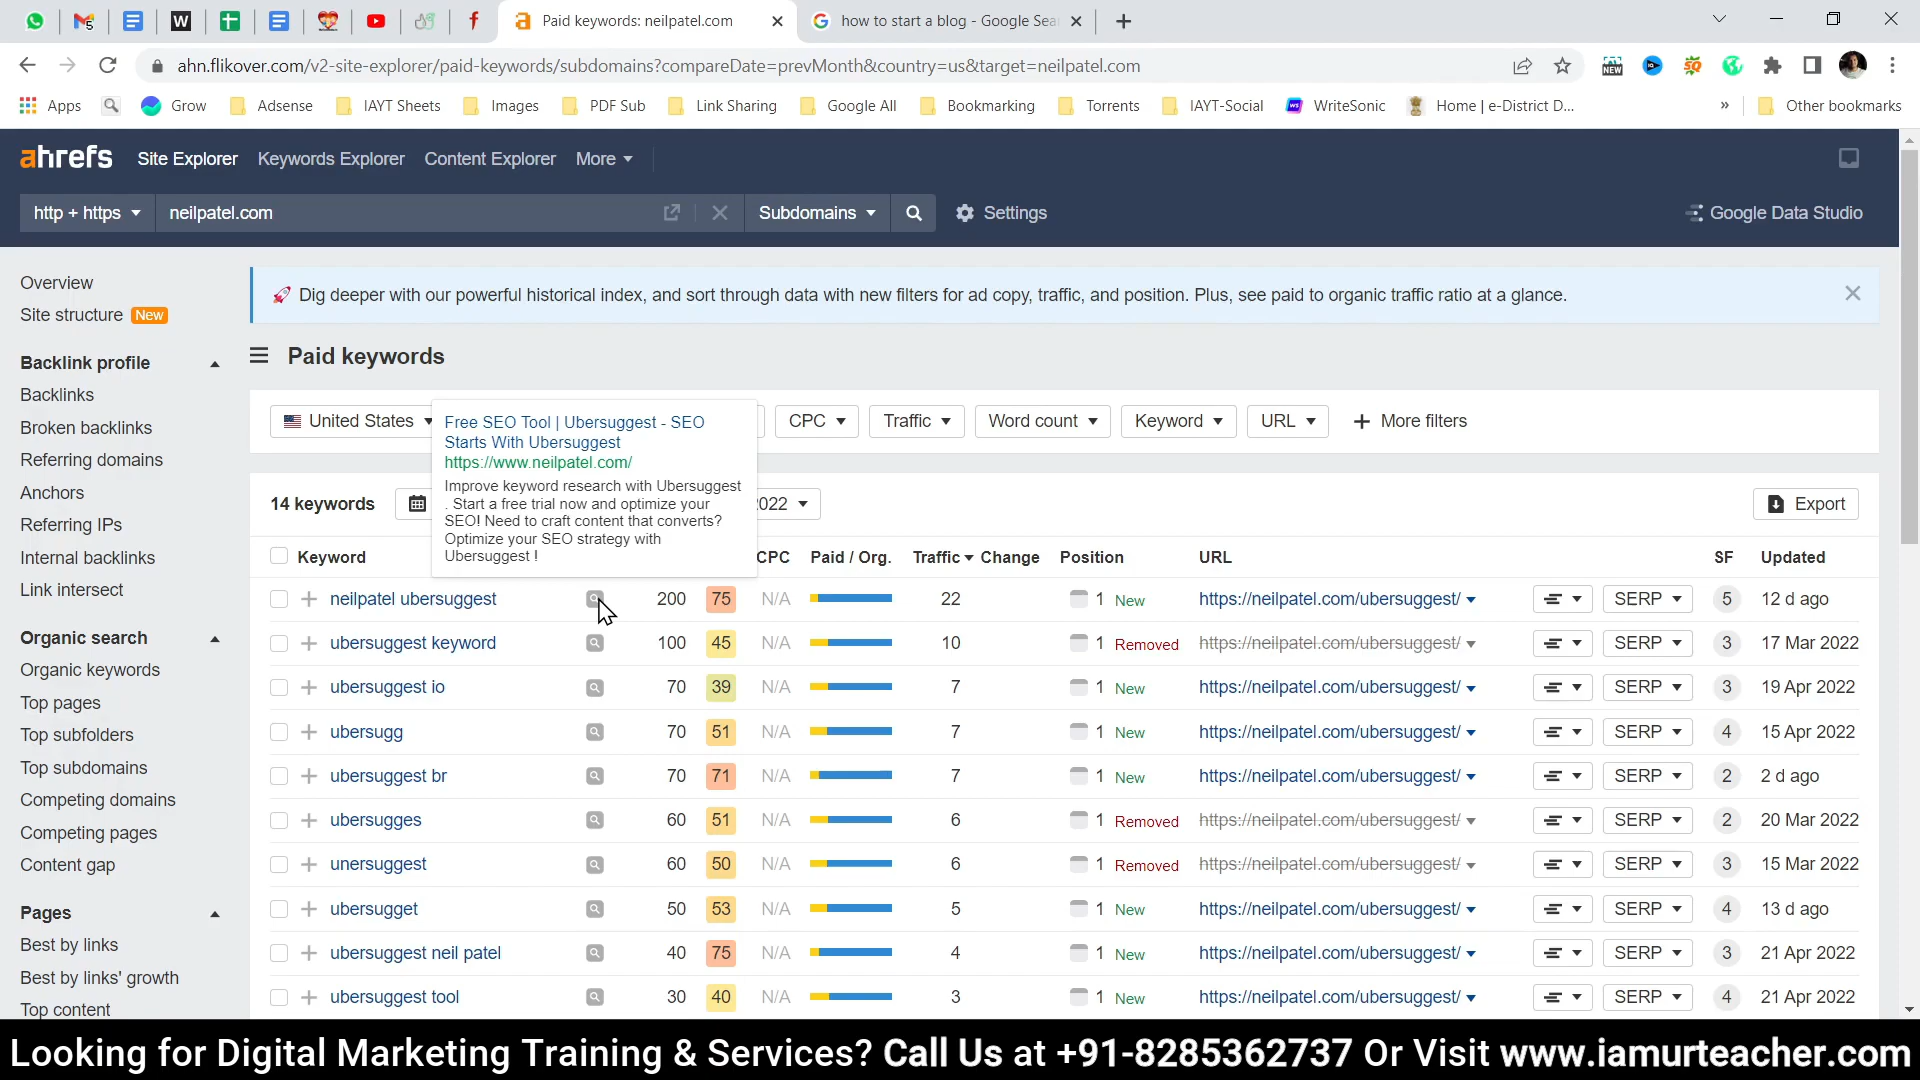 Paid keywords: neilpatel.com
how to start a blog - Google Sea
ahn.flikover.com/v2-site-explorer/paid-keywords/subdomains?compareDate=prevMonth&country=us&target=neilpatel.com
Apps Grow Adsense IAYT Sheets Images PDF Sub Link Sharing Google All Bookmarking Torrents IAYT-Social WriteSonic Home | e-District D... » Other bookmarks
ahrefs Site Explorer Keywords Explorer Content Explorer More
http + https neilpatel.com Subdomains Settings Google Data Studio
Overview
Site structure New
Backlink profile
Backlinks
Broken backlinks
Referring domains
Anchors
Referring IPs
Internal backlinks
Link intersect
Organic search
Organic keywords
Top pages
Top subfolders
Top subdomains
Competing domains
Competing pages
Content gap
Pages
Best by links
Best by links' growth
Top content
Dig deeper with our powerful historical index, and sort through data with new filters for ad copy, traffic, and position. Plus, see paid to organic traffic ratio at a glance.
Paid keywords
United States CPC Traffic Word count Keyword URL + More filters
Free SEO Tool | Ubersuggest - SEO
Starts With Ubersuggest
https://www.neilpatel.com/
Improve keyword research with Ubersuggest
. Start a free trial now and optimize your
SEO! Need to craft content that converts?
Optimize your SEO strategy with
Ubersuggest !
14 keywords 2022 Export
Keyword CPC Paid / Org. Traffic Change Position URL SF Updated
neilpatel ubersuggest 200 75 N/A 22 1 New https://neilpatel.com/ubersuggest/ SERP 5 12 d ago
ubersuggest keyword 100 45 N/A 10 1 Removed https://neilpatel.com/ubersuggest/ SERP 3 17 Mar 2022
ubersuggest io 70 39 N/A 7 1 New https://neilpatel.com/ubersuggest/ SERP 3 19 Apr 2022
ubersugg 70 51 N/A 7 1 New https://neilpatel.com/ubersuggest/ SERP 4 15 Apr 2022
ubersuggest br 70 71 N/A 7 1 New https://neilpatel.com/ubersuggest/ SERP 2 2 d ago
ubersugges 60 51 N/A 6 1 Removed https://neilpatel.com/ubersuggest/ SERP 2 20 Mar 2022
unersuggest 60 50 N/A 6 1 Removed https://neilpatel.com/ubersuggest/ SERP 3 15 Mar 2022
ubersugget 50 53 N/A 5 1 New https://neilpatel.com/ubersuggest/ SERP 4 13 d ago
ubersuggest neil patel 40 75 N/A 4 1 New https://neilpatel.com/ubersuggest/ SERP 3 21 Apr 2022
ubersuggest tool 30 40 N/A 3 1 New https://neilpatel.com/ubersuggest/ SERP 4 21 Apr 2022
Looking for Digital Marketing Training & Services? Call Us at +91-8285362737 Or Visit www.iamurteacher.com